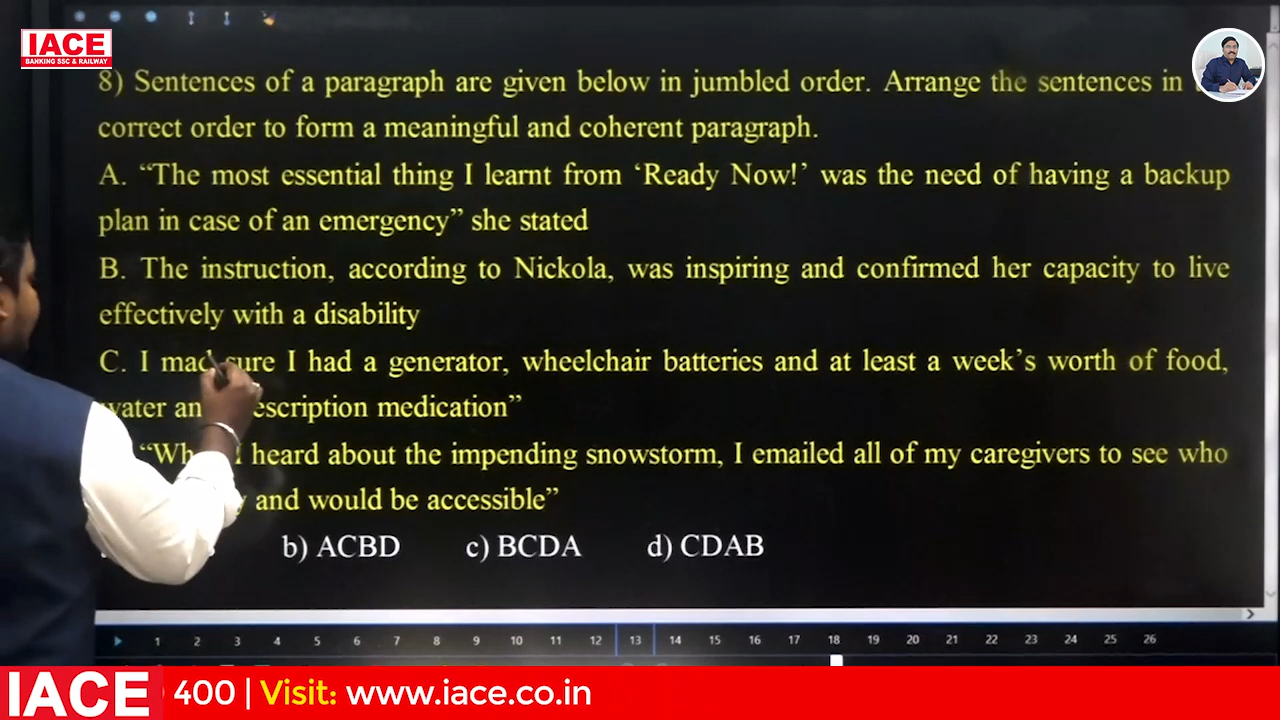 IACE
BANKING SSC & RAILWAY
8) Sentences of a paragraph are given below in jumbled order. Arrange the sentences in
correct order to form a meaningful and coherent paragraph.
A. “The most essential thing I learnt from ‘Ready Now!’ was the need of having a backup
plan in case of an emergency” she stated
B. The instruction, according to Nickola, was inspiring and confirmed her capacity to live
effectively with a disability
C. I mad sure I had a generator, wheelchair batteries and at least a week’s worth of food,
water an escription medication”
“Wh I heard about the impending snowstorm, I emailed all of my caregivers to see who
and would be accessible”
b) ACBD c) BCDA d) CDAB
1 2 3 4 5 6 7 8 9 10 11 12 13 14 15 16 17 18 19 20 21 22 23 24 25 26
IACE 400 | Visit: www.iace.co.in